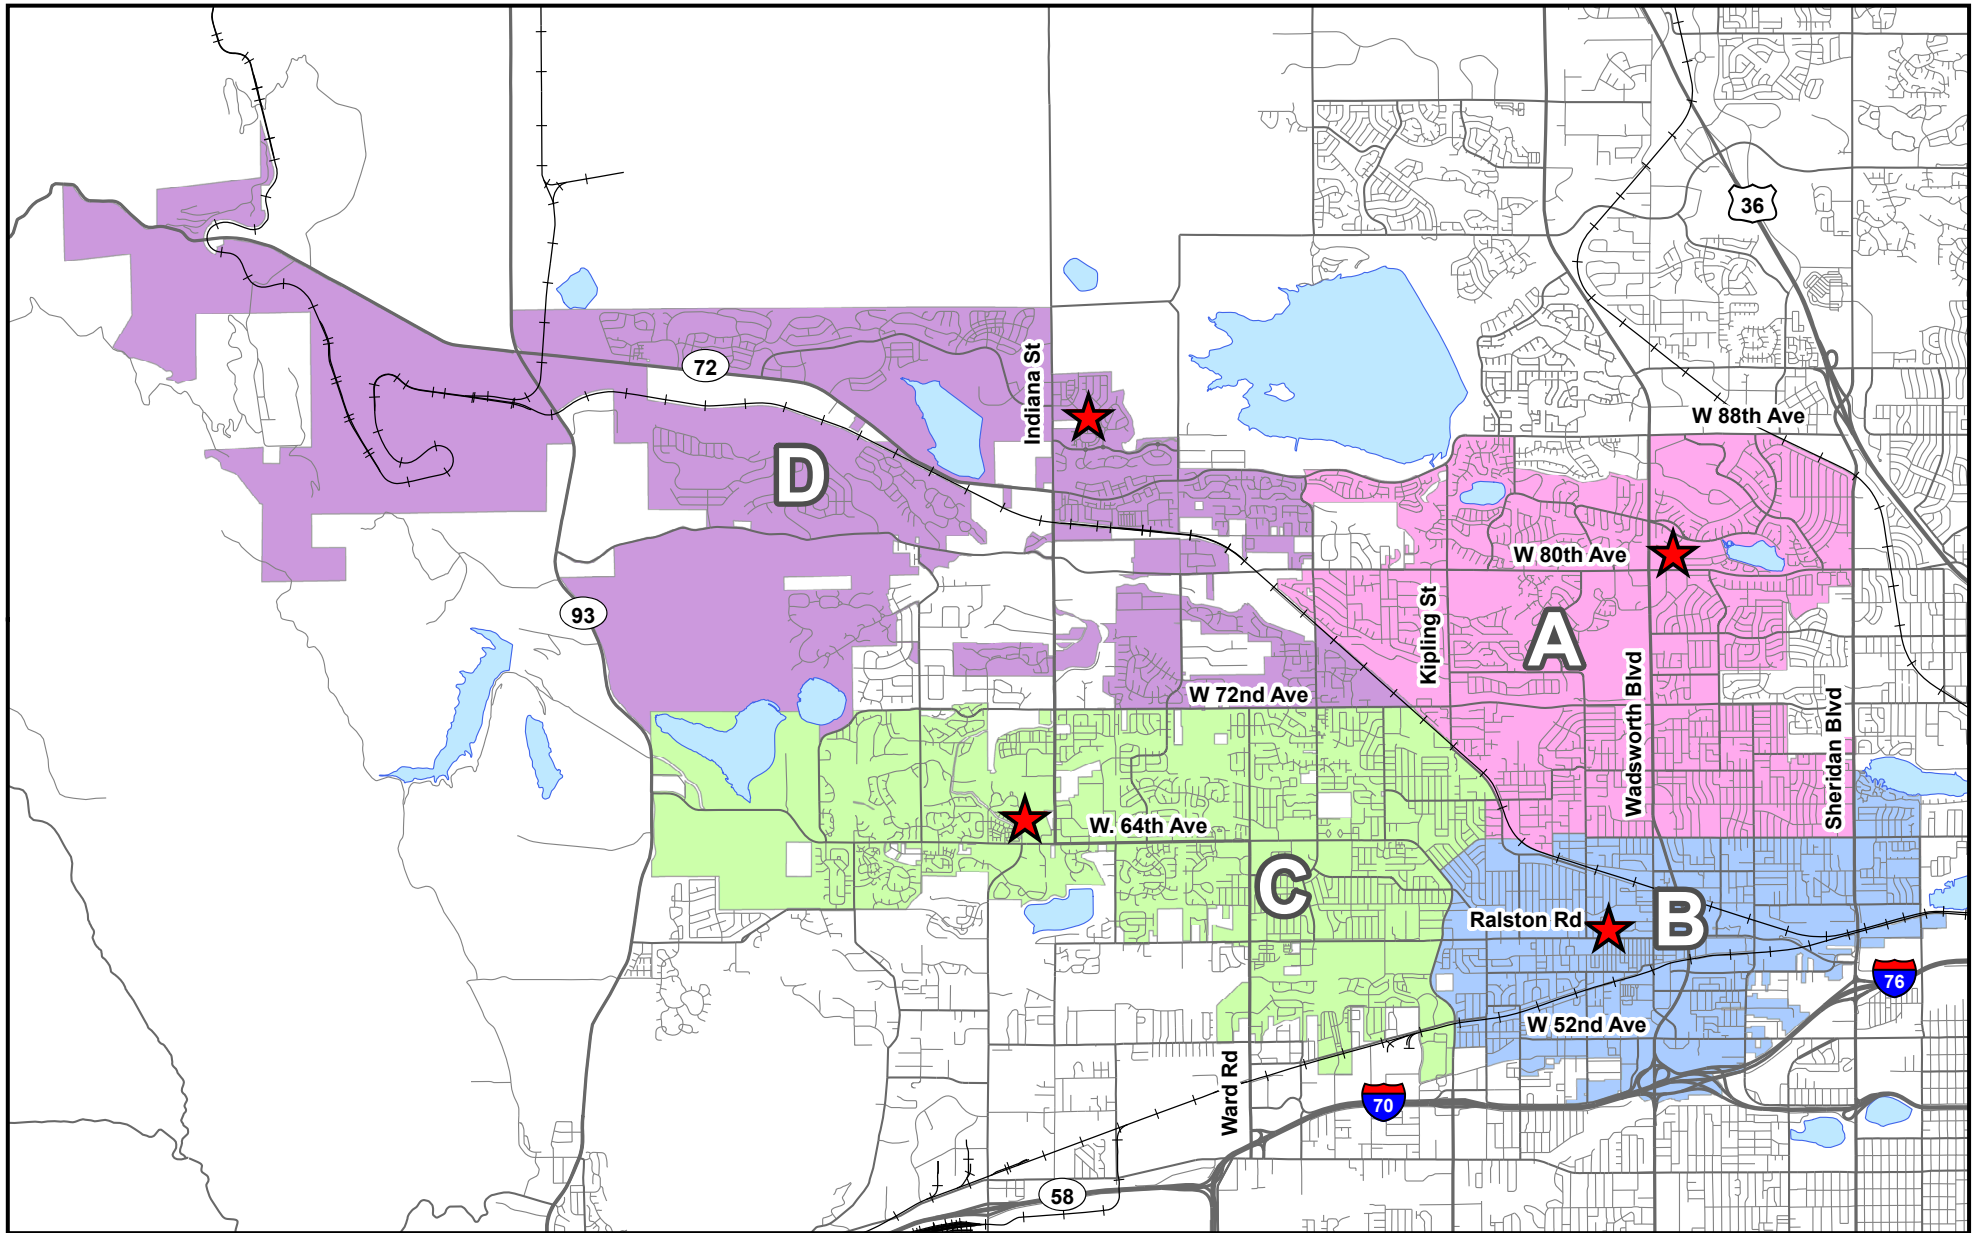 36
Indiana St
72
W 88th Ave
D
W 80th Ave
Kipling St
93
A
Wadsworth Blvd
W 72nd Ave
Sheridan Blvd
W. 64th Ave
C
Ralston Rd
B
76
W 52nd Ave
Ward Rd
70
58